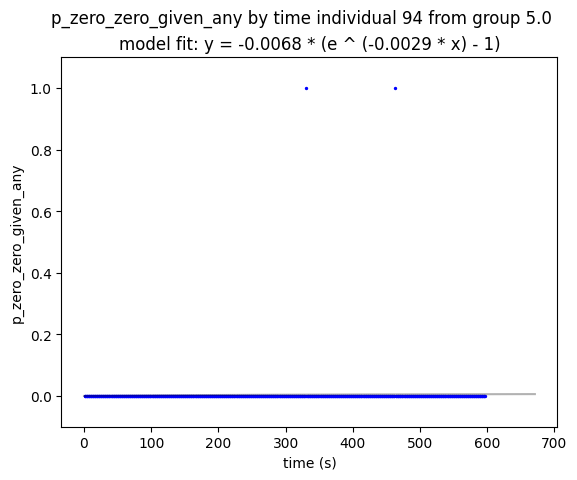 p_zero_zero_given_any by time individual 94 from group 5.0
model fit: y = -0.0068 * (e ^ (-0.0029 * x) - 1)
1.0
0.8
0.6
0.4
0.2
0.0
p_zero_zero_given_any
0 100 200 300 400 500 600 700
time (s)